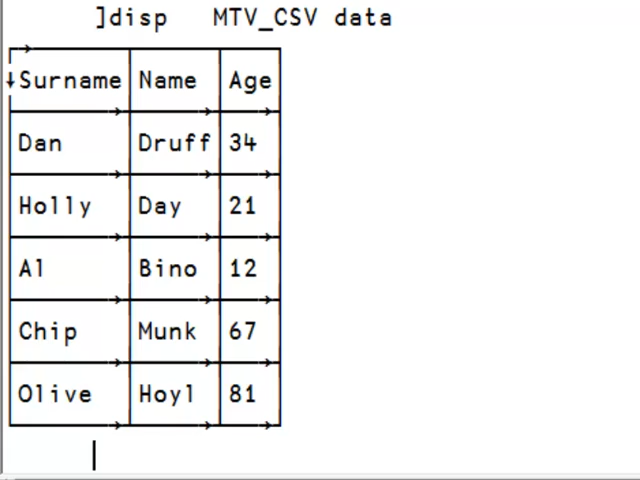 ]disp MTV_CSV data
Surname Name Age
Dan Druff 34
Holly Day 21
Al Bino 12
Chip Munk 67
Olive Hoyl 81